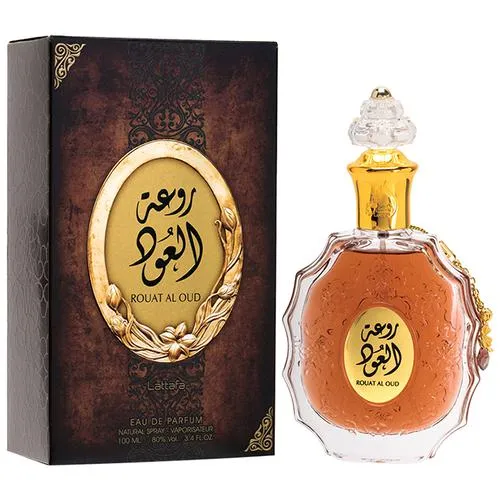 روعة
العود
ROUAT AL OUD
Lattafa
EAU DE PARFUM
NATURAL SPRAY - VAPORISATEUR
100 ML 80% Vol. 3.4 FL.OZ.
روعة
العود
ROUAT AL OUD